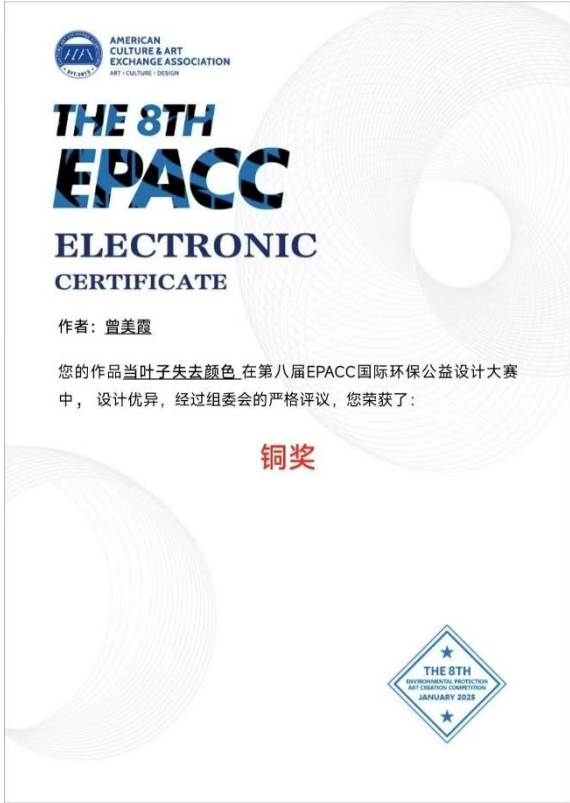 AMERICAN
CULTURE & ART
EXCHANGE ASSOCIATION
ART · CULTURE · DESIGN
EST.2013
THE 8TH
EPACC
ELECTRONIC
CERTIFICATE
作者：曾美霞
您的作品当叶子失去颜色 在第八届EPACC国际环保公益设计大赛
中， 设计优异，经过组委会的严格评议，您荣获了：
铜奖
THE 8TH
ENVIRONMENTAL PROTECTION
ART CREATION COMPETITION
JANUARY 2025